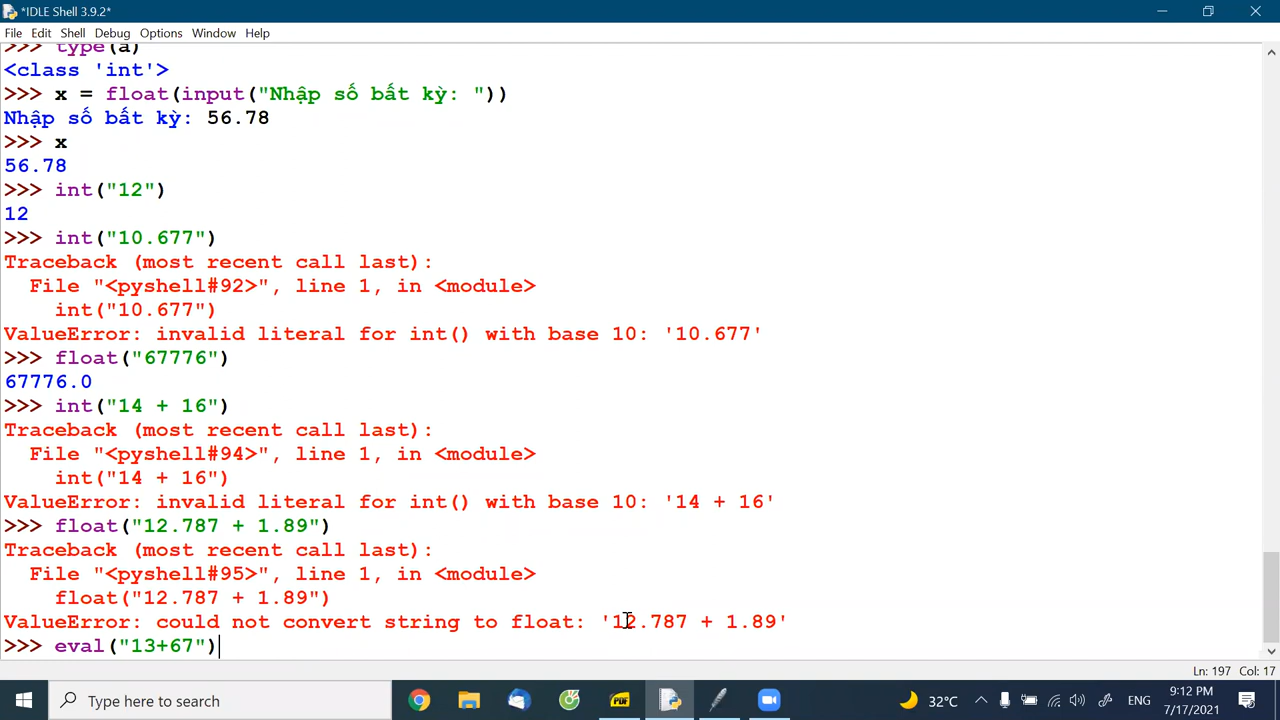 *IDLE Shell 3.9.2*
File Edit Shell Debug Options Window Help
>>> type(a)
<class 'int'>
>>> x = float(input("Nhập số bất kỳ: "))
Nhập số bất kỳ: 56.78
>>> x
56.78
>>> int("12")
12
>>> int("10.677")
Traceback (most recent call last):
  File "<pyshell#92>", line 1, in <module>
    int("10.677")
ValueError: invalid literal for int() with base 10: '10.677'
>>> float("67776")
67776.0
>>> int("14 + 16")
Traceback (most recent call last):
  File "<pyshell#94>", line 1, in <module>
    int("14 + 16")
ValueError: invalid literal for int() with base 10: '14 + 16'
>>> float("12.787 + 1.89")
Traceback (most recent call last):
  File "<pyshell#95>", line 1, in <module>
    float("12.787 + 1.89")
ValueError: could not convert string to float: '12.787 + 1.89'
>>> eval("13+67")
Ln: 197 Col: 17
Type here to search
PDF
32°C
ENG
9:12 PM
7/17/2021